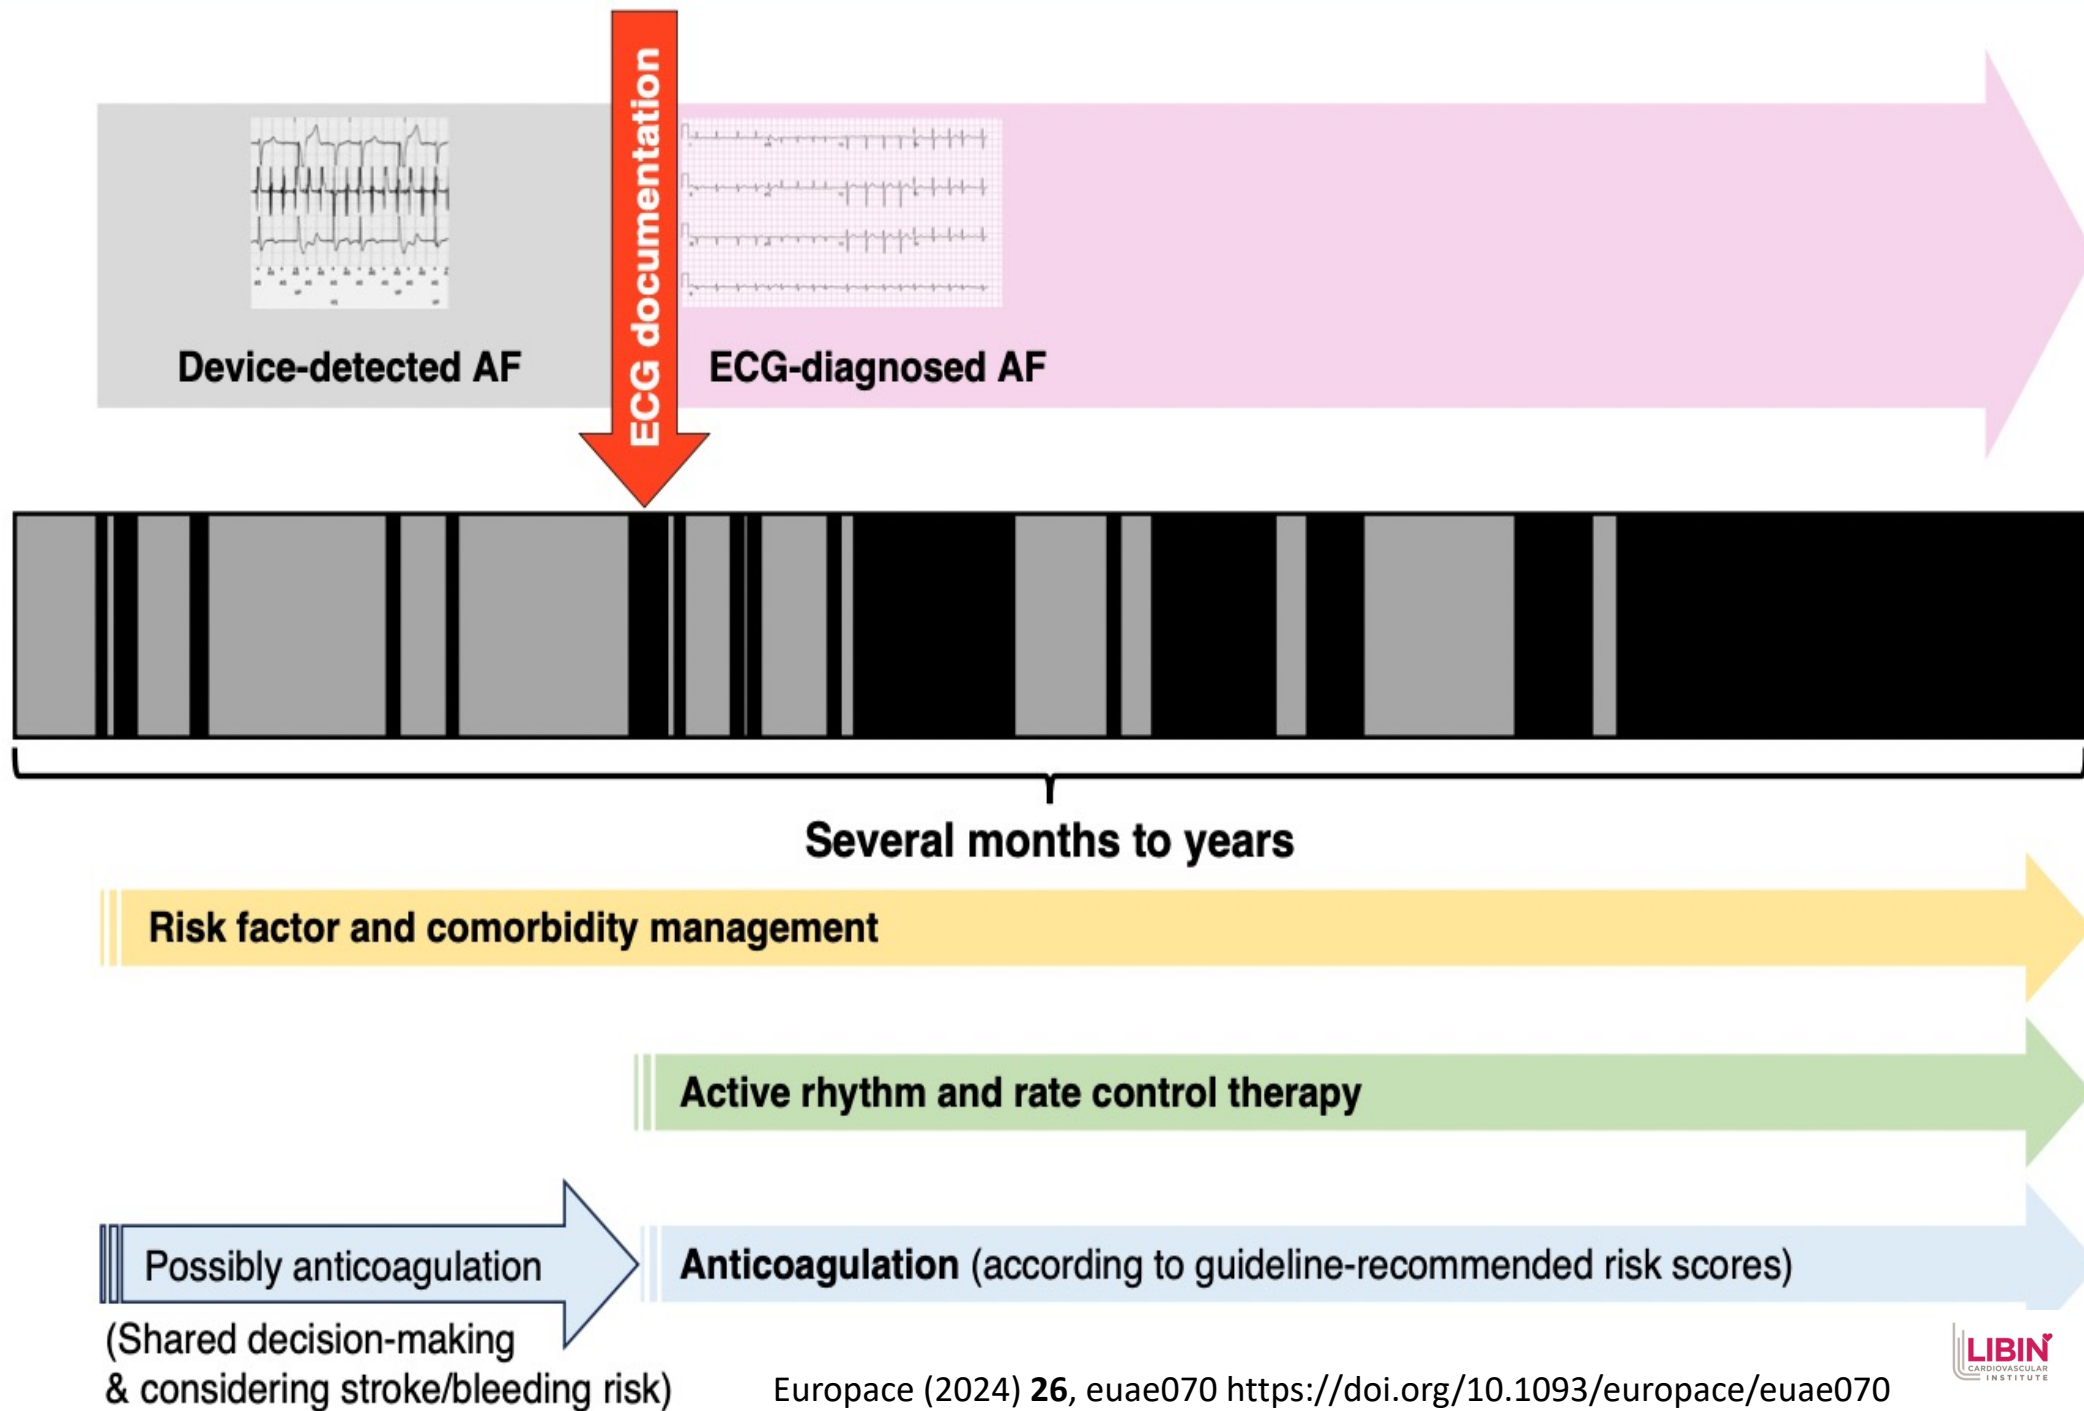 ECG documentation
Device-detected AF
ECG-diagnosed AF
Several months to years
Risk factor and comorbidity management
Active rhythm and rate control therapy
Possibly anticoagulation
Anticoagulation (according to guideline-recommended risk scores)
(Shared decision-making
& considering stroke/bleeding risk)
Europace (2024) 26, euae070 https://doi.org/10.1093/europace/euae070
LIBIN
CARDIOVASCULAR
INSTITUTE